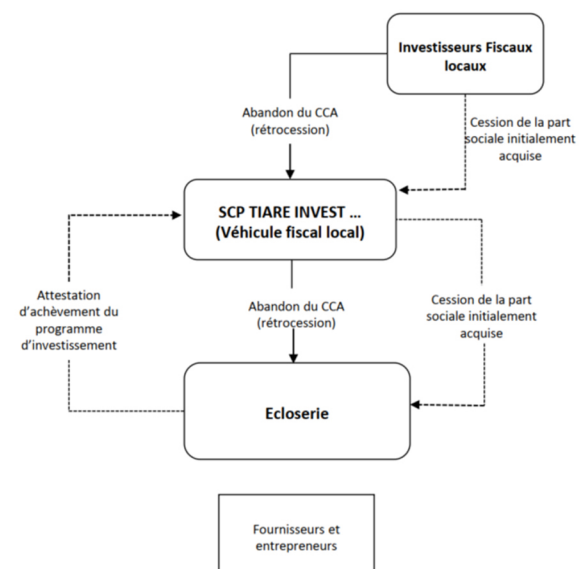 Investisseurs Fiscaux
locaux
Abandon du CCA
(rétrocession)
Cession de la part
sociale initialement
acquise
SCP TIARE INVEST ...
(Véhicule fiscal local)
Attestation
d'achèvement du
programme
d'investissement
Abandon du CCA
(rétrocession)
Cession de la part
sociale initialement
acquise
Ecloserie
Fournisseurs et
entrepreneurs